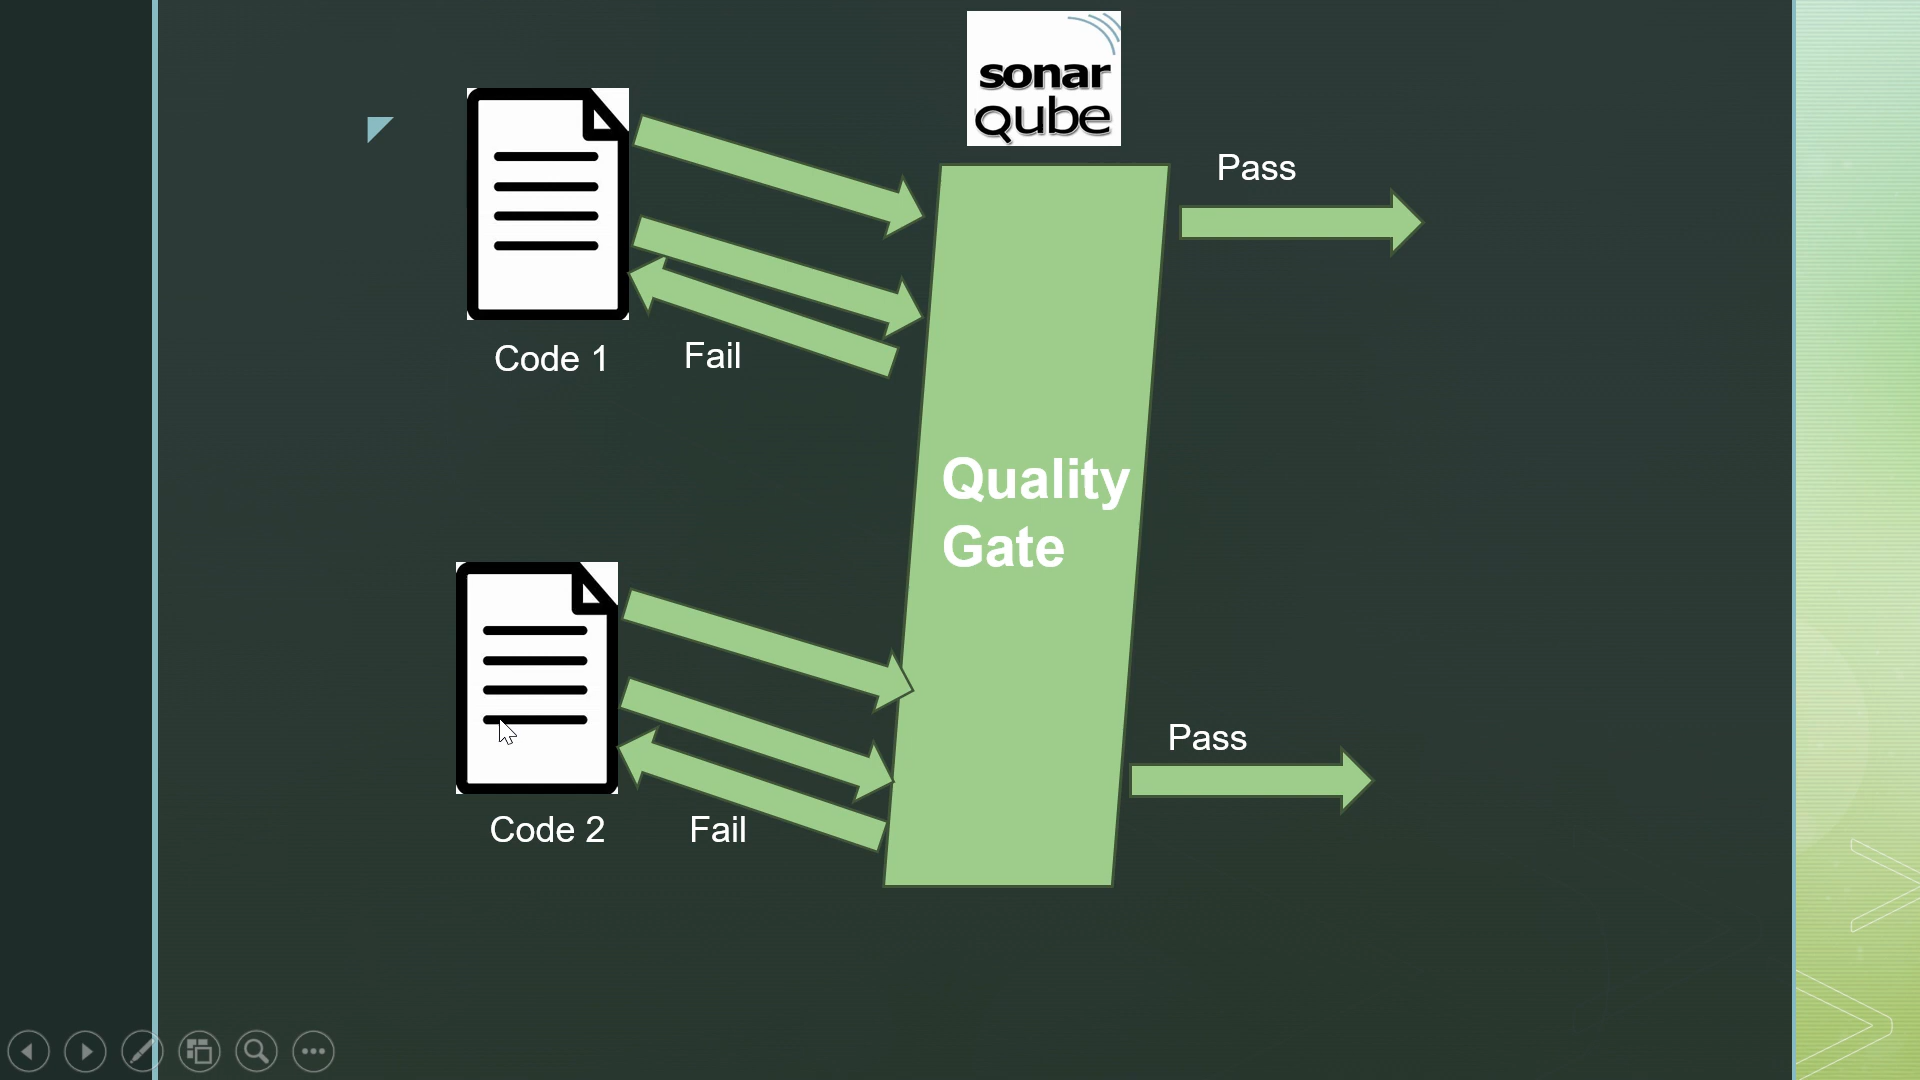 sonar
qube
Pass
Code 1
Fail
Quality
Gate
Pass
Code 2
Fail